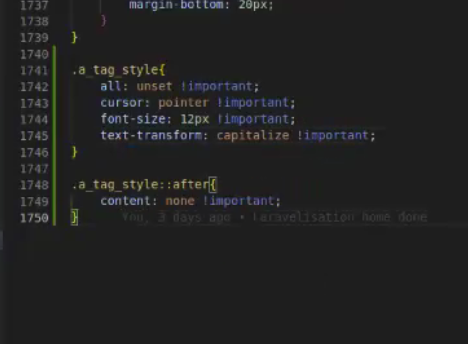 1737 margin-bottom: 20px;
1738 }
1739 }
1740
1741 .a_tag_style{
1742 all: unset !important;
1743 cursor: pointer !important;
1744 font-size: 12px !important;
1745 text-transform: capitalize !important;
1746 }
1747
1748 .a_tag_style::after{
1749 content: none !important;
1750 } You, 3 days ago • Laravelisation home done